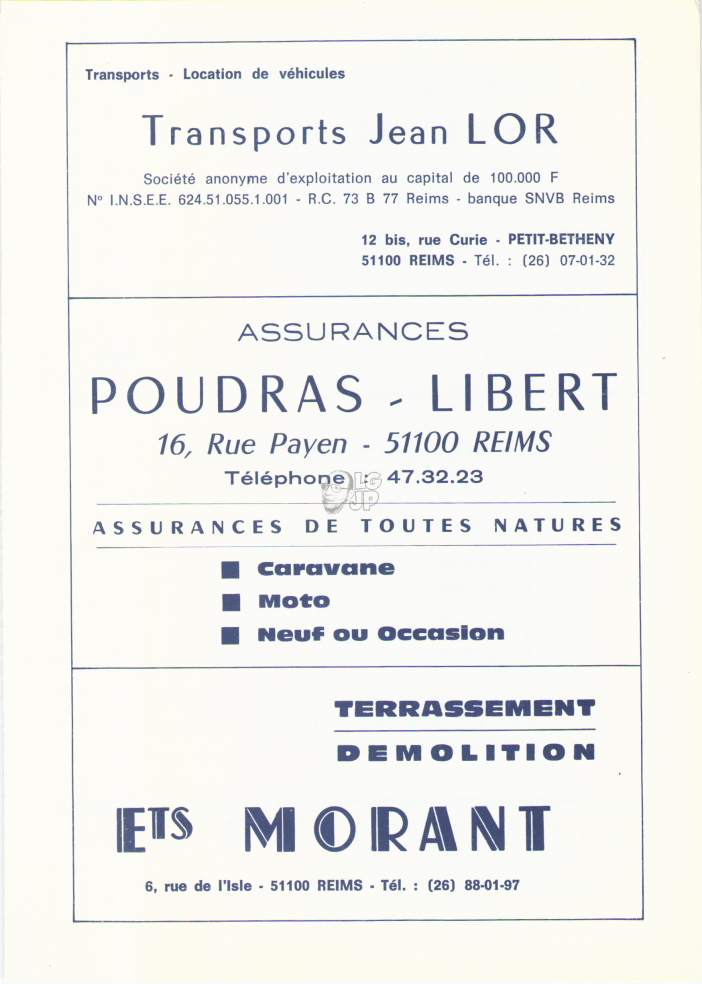 Transports - Location de véhicules
Transports Jean LOR
Société anonyme d'exploitation au capital de 100.000 F
Nº I.N.S.E.E. 624.51.055.1.001 - R.C. 73 B 77 Reims - banque SNVB Reims
12 bis, rue Curie - PETIT-BETHENY
51100 REIMS - Tél. : (26) 07-01-32
ASSURANCES
POUDRAS - LIBERT
16, Rue Payen - 51100 REIMS
Téléphone : 47.32.23
LG
JP
ASSURANCES DE TOUTES NATURES
■ Caravane
■ Moto
■ Neuf ou Occasion
TERRASSEMENT
DEMOLITION
ETS MORANT
6, rue de l'Isle - 51100 REIMS - Tél. : (26) 88-01-97